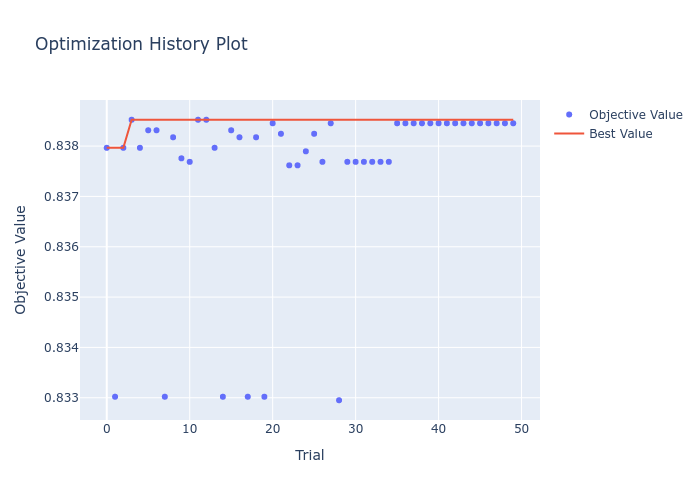 Optimization History Plot
Objective Value
Best Value
0.838
0.837
0.836
0.835
0.834
0.833
Objective Value
0
10
20
30
40
50
Trial